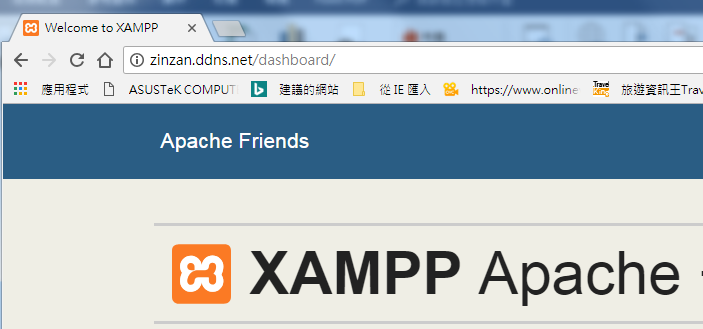 Welcome to XAMPP
zinzan.ddns.net/dashboard/
應用程式 ASUSTeK COMPUT 建議的網站 從 IE 匯入 https://www.online Travel King 旅遊資訊王Trav
Apache Friends
XAMPP Apache